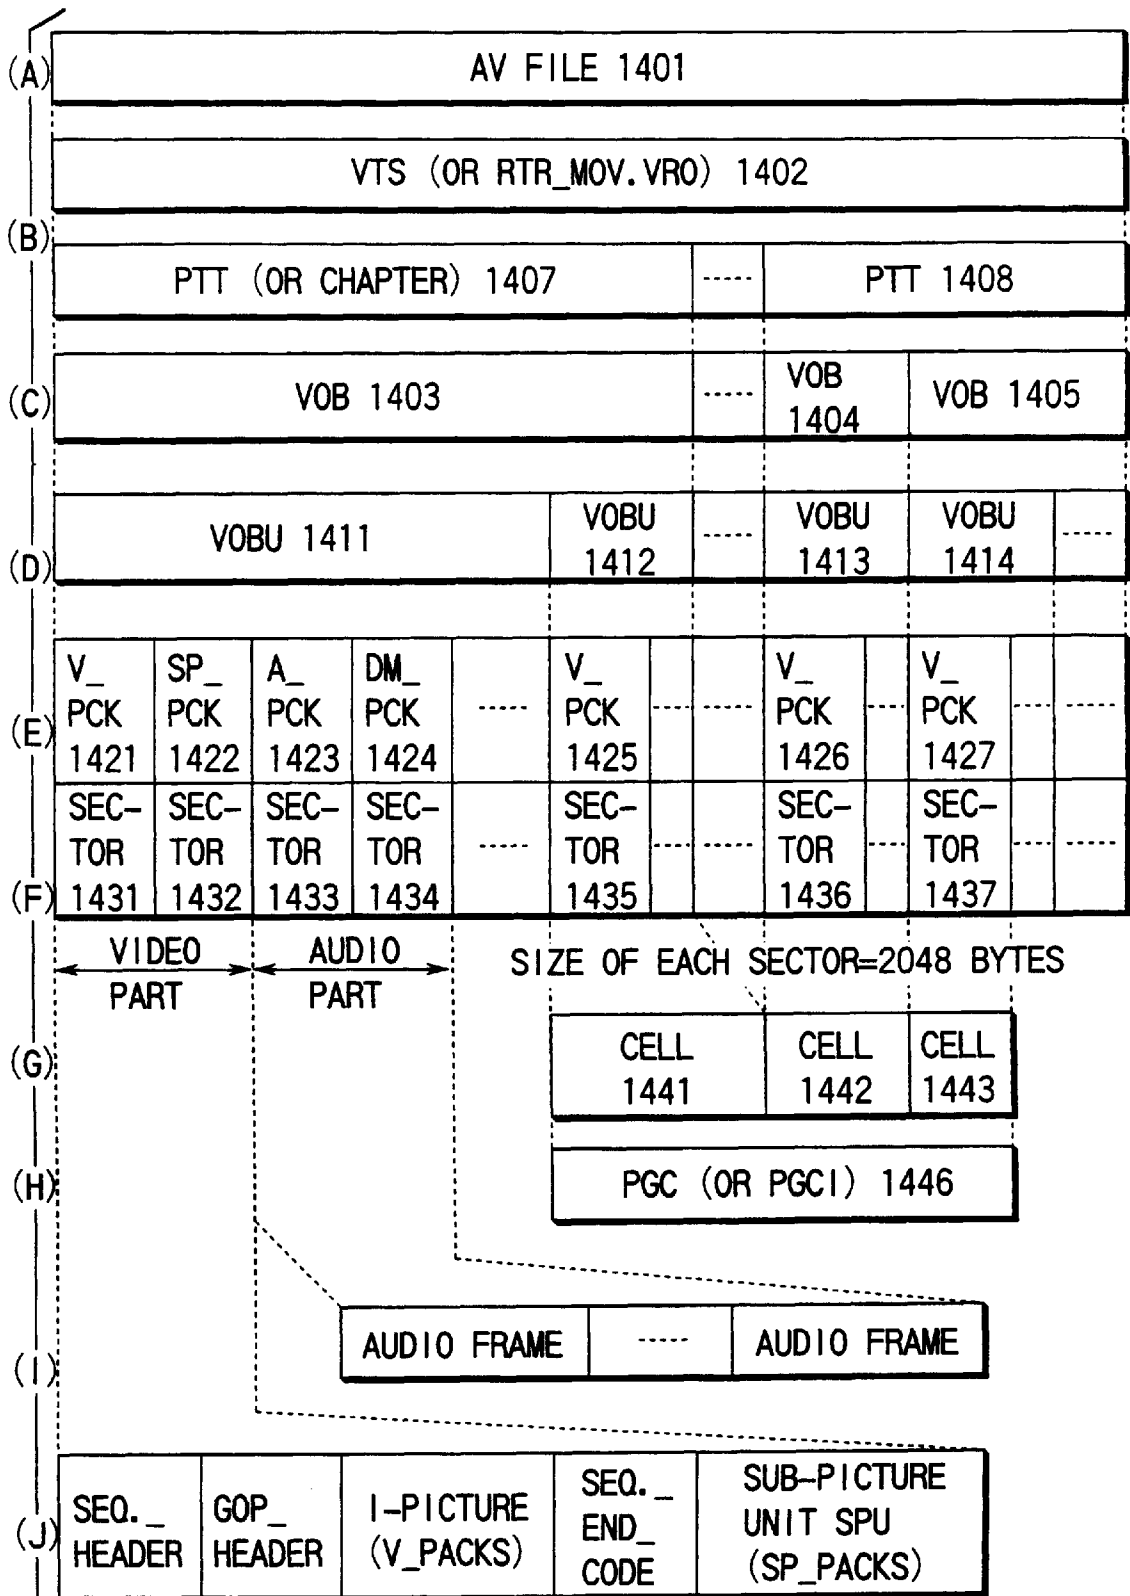 (A)
AV FILE 1401
VTS (OR RTR_MOV.VRO) 1402
(B)
PTT (OR CHAPTER) 1407
-----
PTT 1408
(C)
VOB 1403
-----
VOB
1404
VOB 1405
(D)
VOBU 1411
VOBU
1412
-----
VOBU
1413
VOBU
1414
-----
(E)
V_
PCK
1421
SP_
PCK
1422
A_
PCK
1423
DM_
PCK
1424
-----
V_
PCK
1425
----
-----
V_
PCK
1426
----
V_
PCK
1427
----
-----
(F)
SEC-
TOR
1431
SEC-
TOR
1432
SEC-
TOR
1433
SEC-
TOR
1434
-----
SEC-
TOR
1435
----
-----
SEC-
TOR
1436
----
SEC-
TOR
1437
----
-----
VIDEO
PART
AUDIO
PART
SIZE OF EACH SECTOR=2048 BYTES
(G)
CELL
1441
CELL
1442
CELL
1443
(H)
PGC (OR PGCI) 1446
(I)
AUDIO FRAME
-----
AUDIO FRAME
(J)
SEQ._
HEADER
GOP_
HEADER
I-PICTURE
(V_PACKS)
SEQ._
END_
CODE
SUB-PICTURE
UNIT SPU
(SP_PACKS)